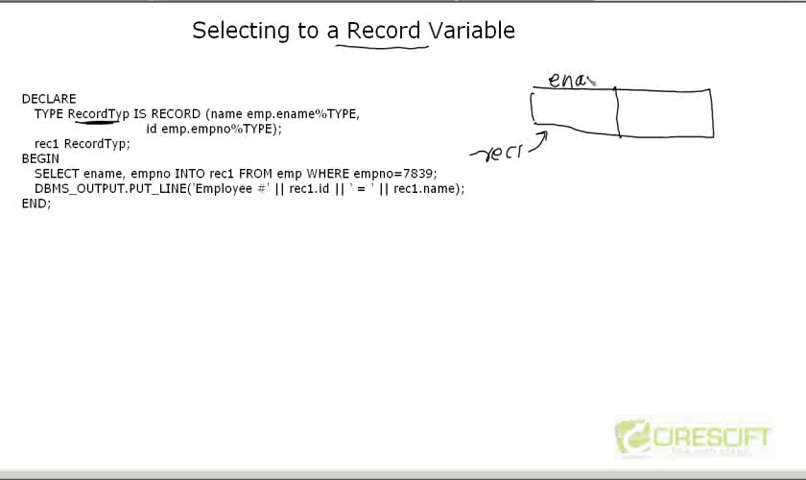 Selecting to a Record Variable
DECLARE
TYPE RecordTyp IS RECORD (name emp.ename%TYPE,
id emp.empno%TYPE);
rec1 RecordTyp;
BEGIN
SELECT ename, empno INTO rec1 FROM emp WHERE empno=7839;
DBMS_OUTPUT.PUT_LINE('Employee #' || rec1.id || ' = ' || rec1.name);
END;
ena
rec1
CIRESCIFT